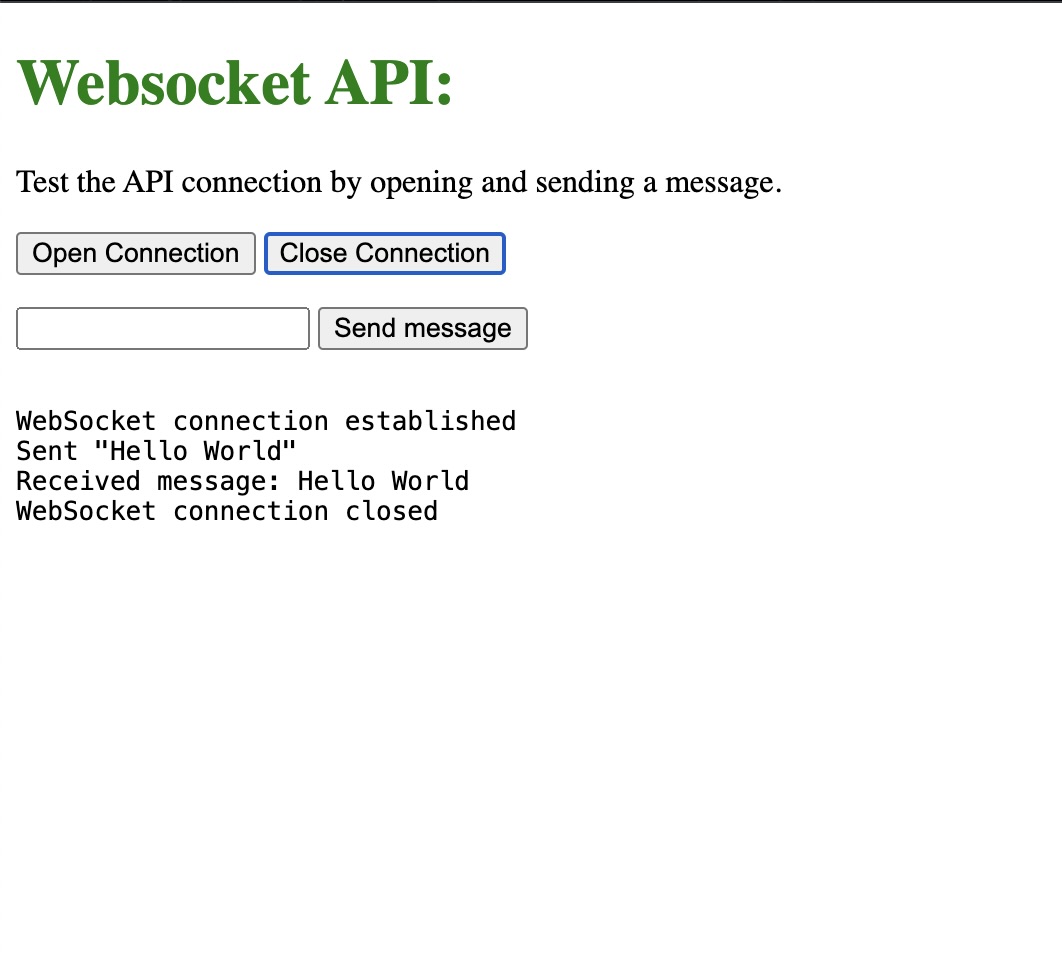 Websocket API:
Test the API connection by opening and sending a message.
Open Connection Close Connection
Send message
WebSocket connection established
Sent "Hello World"
Received message: Hello World
WebSocket connection closed